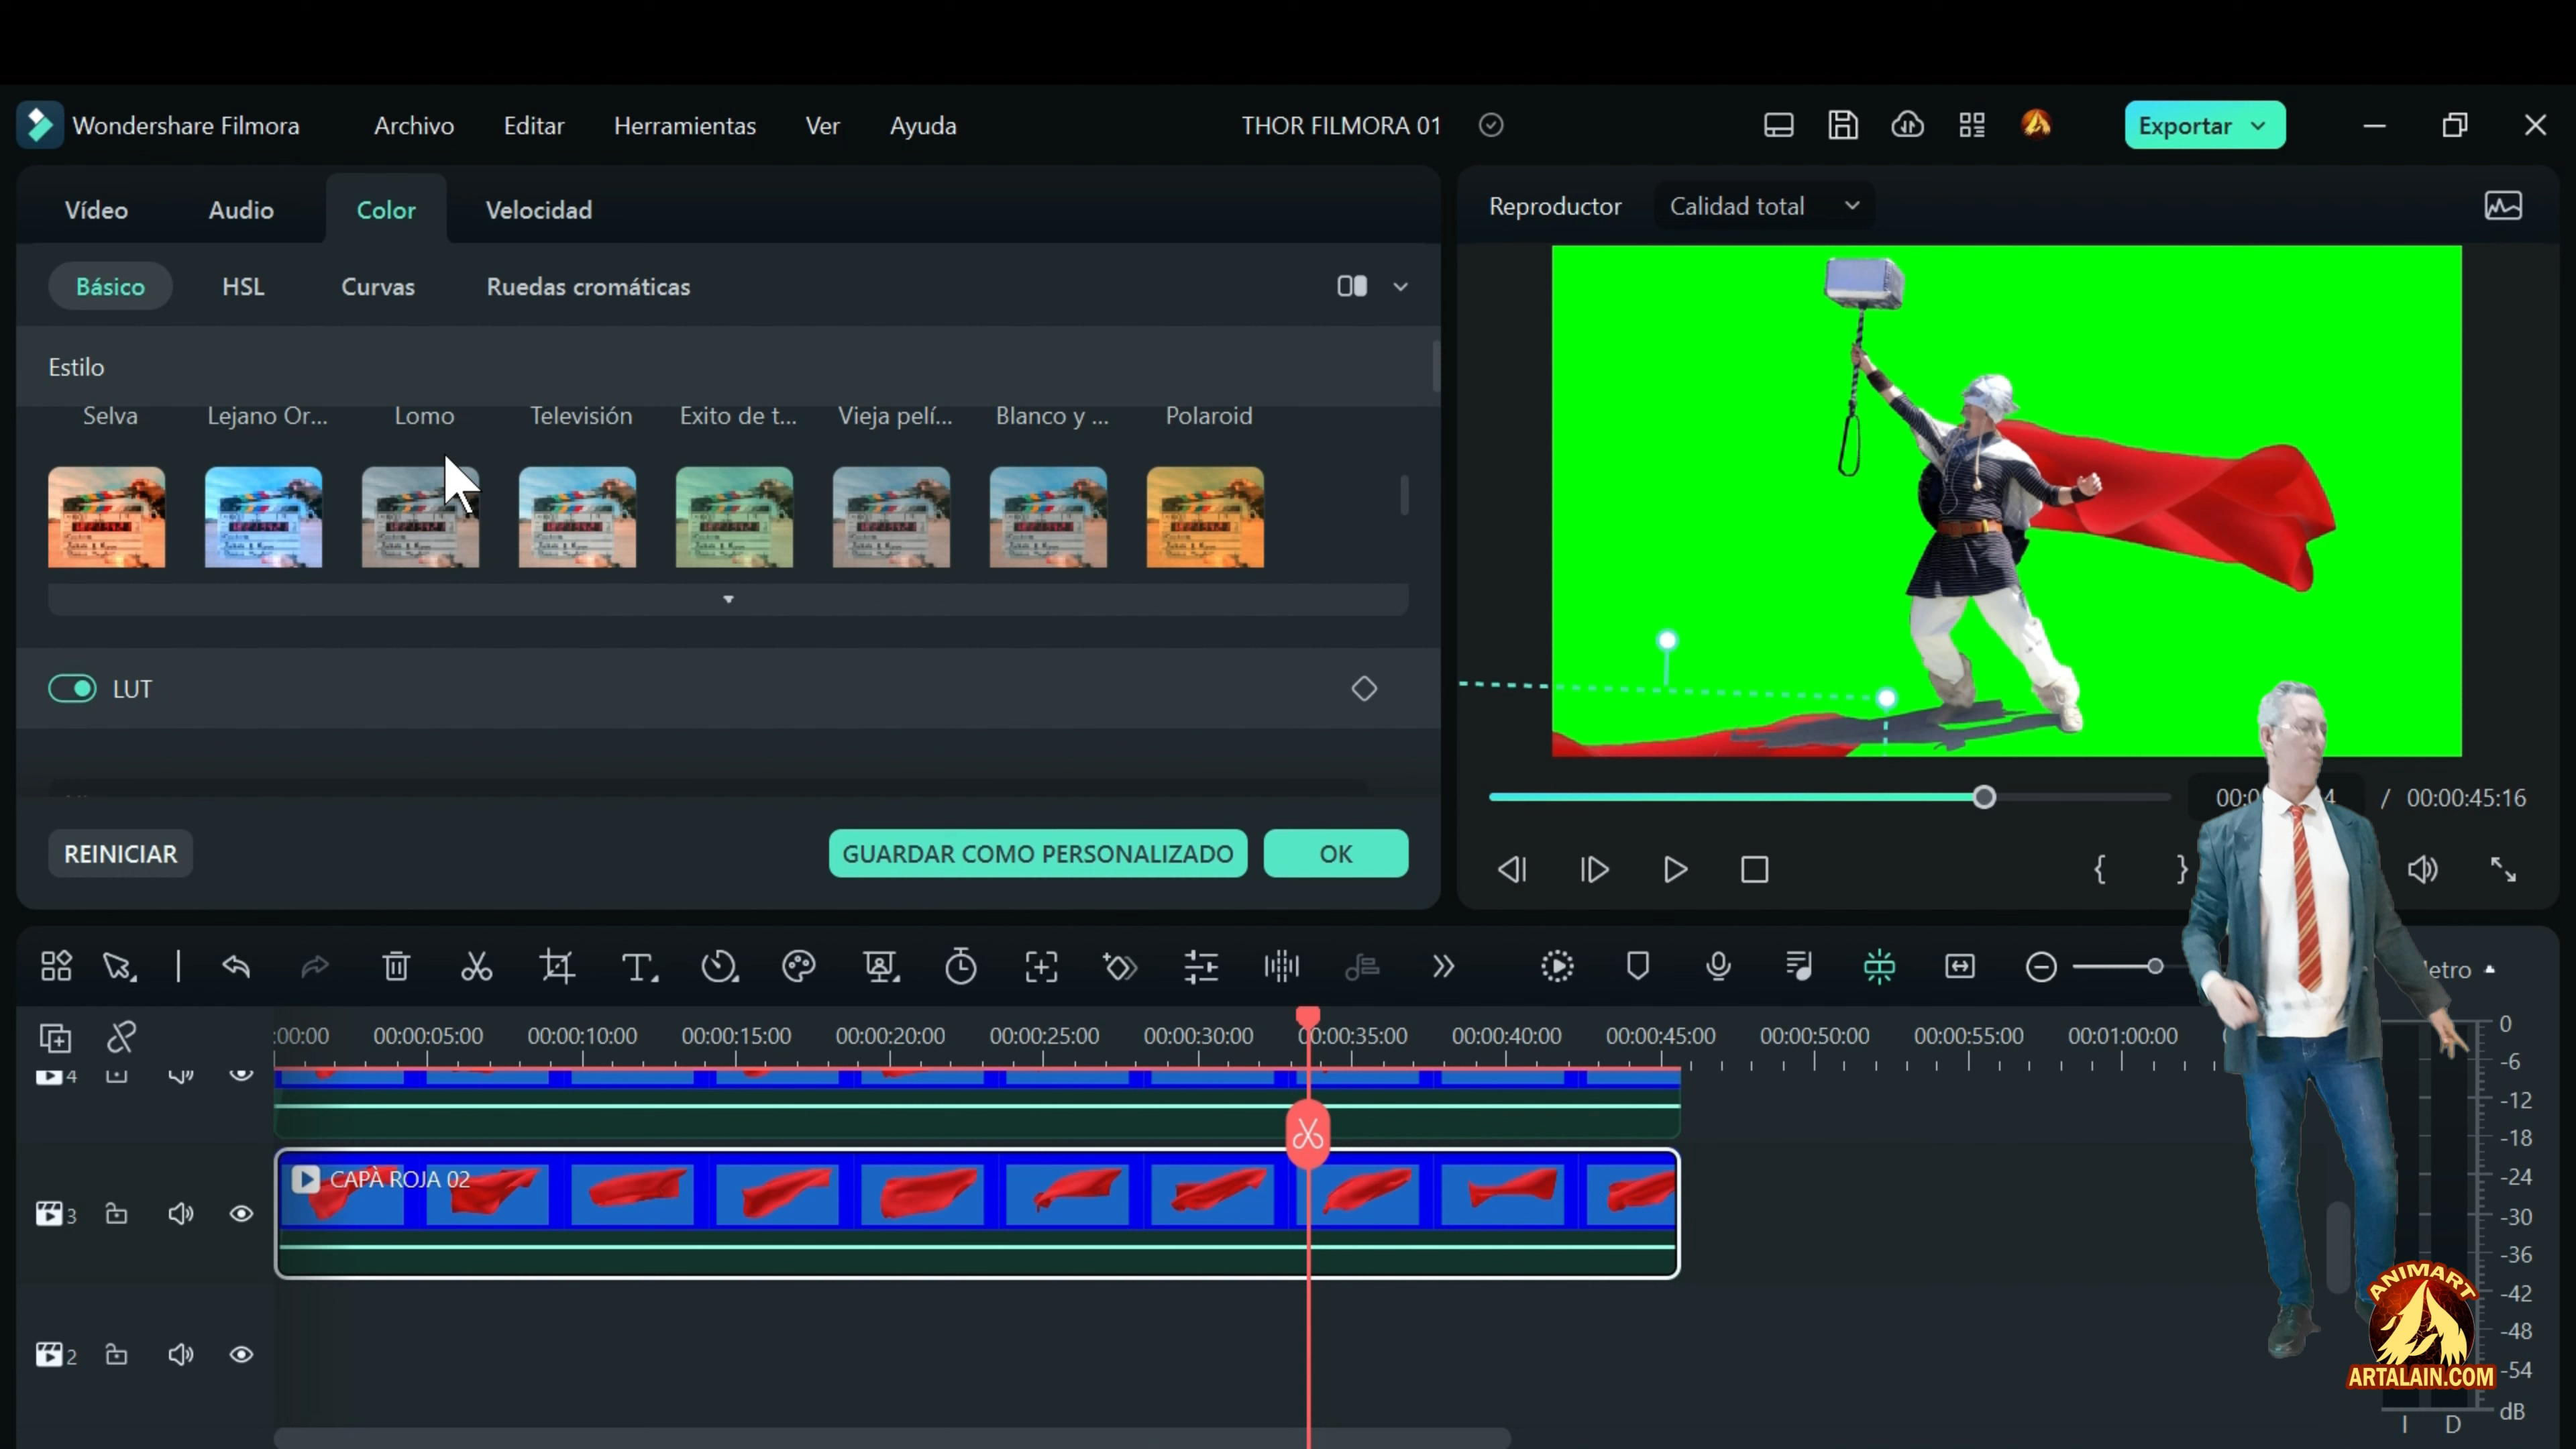 Wondershare Filmora Archivo Editar Herramientas Ver Ayuda THOR FILMORA 01 Exportar
Vídeo Audio Color Velocidad
Reproductor Calidad total
Básico HSL Curvas Ruedas cromáticas
Estilo
Selva Lejano Or... Lomo Televisión Exito de t... Vieja pelí... Blanco y ... Polaroid
LUT
/ 00:00:45:16
REINICIAR GUARDAR COMO PERSONALIZADO OK
:00:00 00:00:05:00 00:00:10:00 00:00:15:00 00:00:20:00 00:00:25:00 00:00:30:00 00:00:35:00 00:00:40:00 00:00:45:00 00:00:50:00 00:00:55:00 00:01:00:00
0
-6
4
-12
-18
CAPÀ ROJA 02
-24
3
-30
-36
ANIMART
-42
-48
2
-54
ARTALAIN.COM
dB
I D